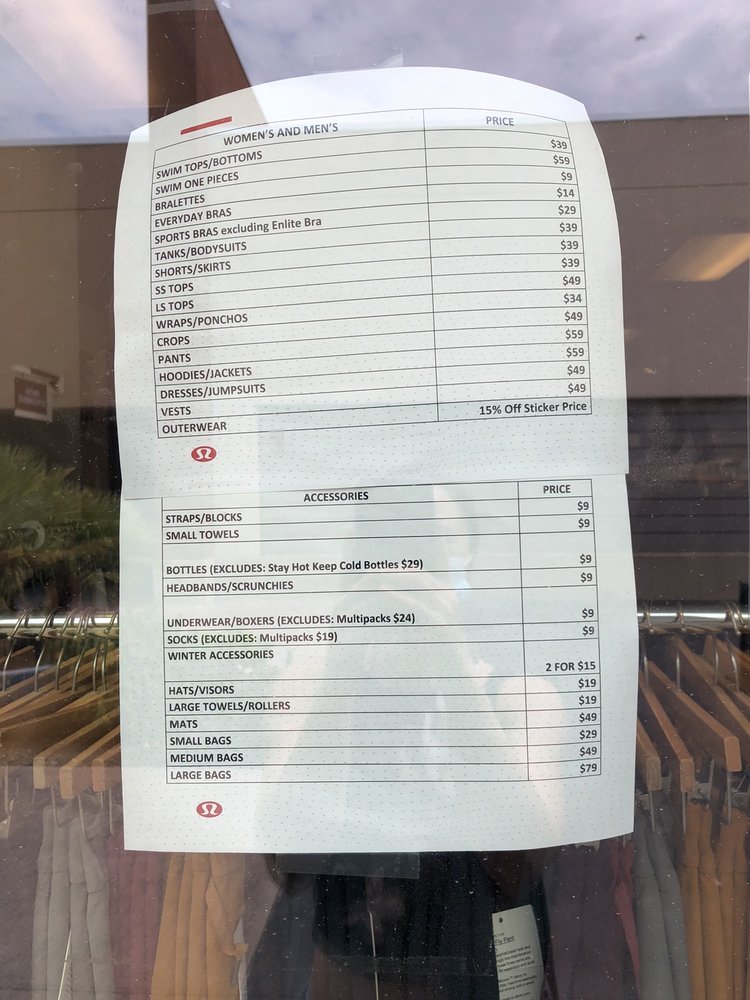 WOMEN'S AND MEN'S PRICE
SWIM TOPS/BOTTOMS $39
SWIM ONE PIECES $59
BRALETTES $9
EVERYDAY BRAS $14
SPORTS BRAS excluding Enlite Bra $29
TANKS/BODYSUITS $39
SHORTS/SKIRTS $39
SS TOPS $39
LS TOPS $49
WRAPS/PONCHOS $34
CROPS $49
PANTS $59
HOODIES/JACKETS $59
DRESSES/JUMPSUITS $49
VESTS $49
OUTERWEAR 15% Off Sticker Price
ACCESSORIES PRICE
STRAPS/BLOCKS $9
SMALL TOWELS $9
BOTTLES (EXCLUDES: Stay Hot Keep Cold Bottles $29) $9
HEADBANDS/SCRUNCHIES $9
UNDERWEAR/BOXERS (EXCLUDES: Multipacks $24) $9
SOCKS (EXCLUDES: Multipacks $19) $9
WINTER ACCESSORIES 2 FOR $15
HATS/VISORS $19
LARGE TOWELS/ROLLERS $19
MATS $49
SMALL BAGS $29
MEDIUM BAGS $49
LARGE BAGS $79
Pant